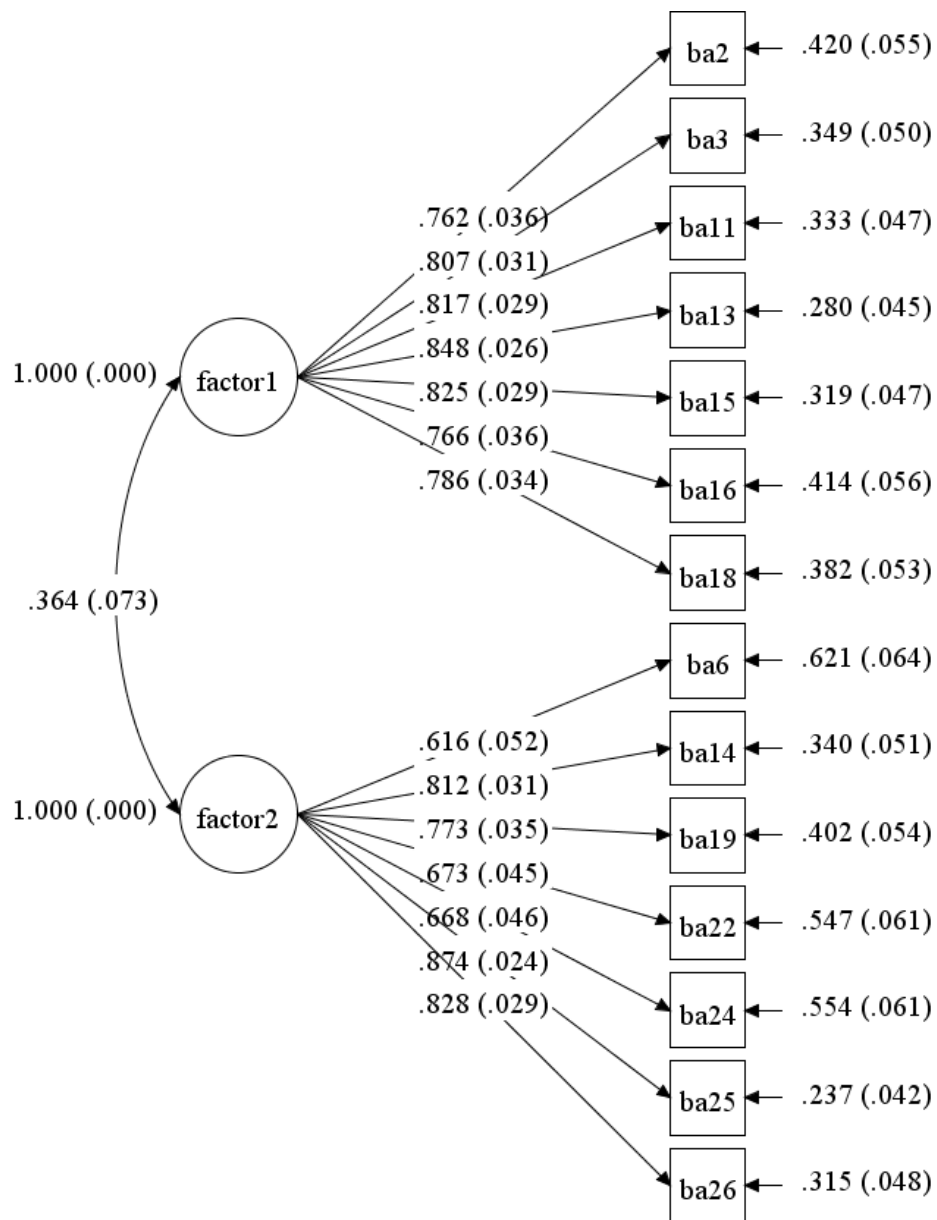 ba2
.420 (.055)
ba3
.349 (.050)
ba11
.333 (.047)
ba13
.280 (.045)
ba15
.319 (.047)
ba16
.414 (.056)
ba18
.382 (.053)
.762 (.036)
.807 (.031)
.817 (.029)
.848 (.026)
.825 (.029)
.766 (.036)
.786 (.034)
1.000 (.000)
factor1
.364 (.073)
ba6
.621 (.064)
ba14
.340 (.051)
ba19
.402 (.054)
ba22
.547 (.061)
ba24
.554 (.061)
ba25
.237 (.042)
ba26
.315 (.048)
.616 (.052)
.812 (.031)
.773 (.035)
.673 (.045)
.668 (.046)
.874 (.024)
.828 (.029)
1.000 (.000)
factor2